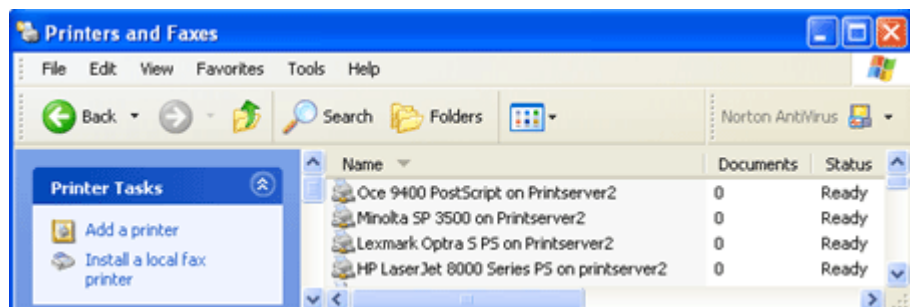 Printers and Faxes
File Edit View Favorites Tools Help
Back Search Folders Norton AntiVirus
Name Documents Status
Printer Tasks
Add a printer
Install a local fax
printer
Oce 9400 PostScript on Printserver2 0 Ready
Minolta SP 3500 on Printserver2 0 Ready
Lexmark Optra S PS on Printserver2 0 Ready
HP LaserJet 8000 Series PS on printserver2 0 Ready